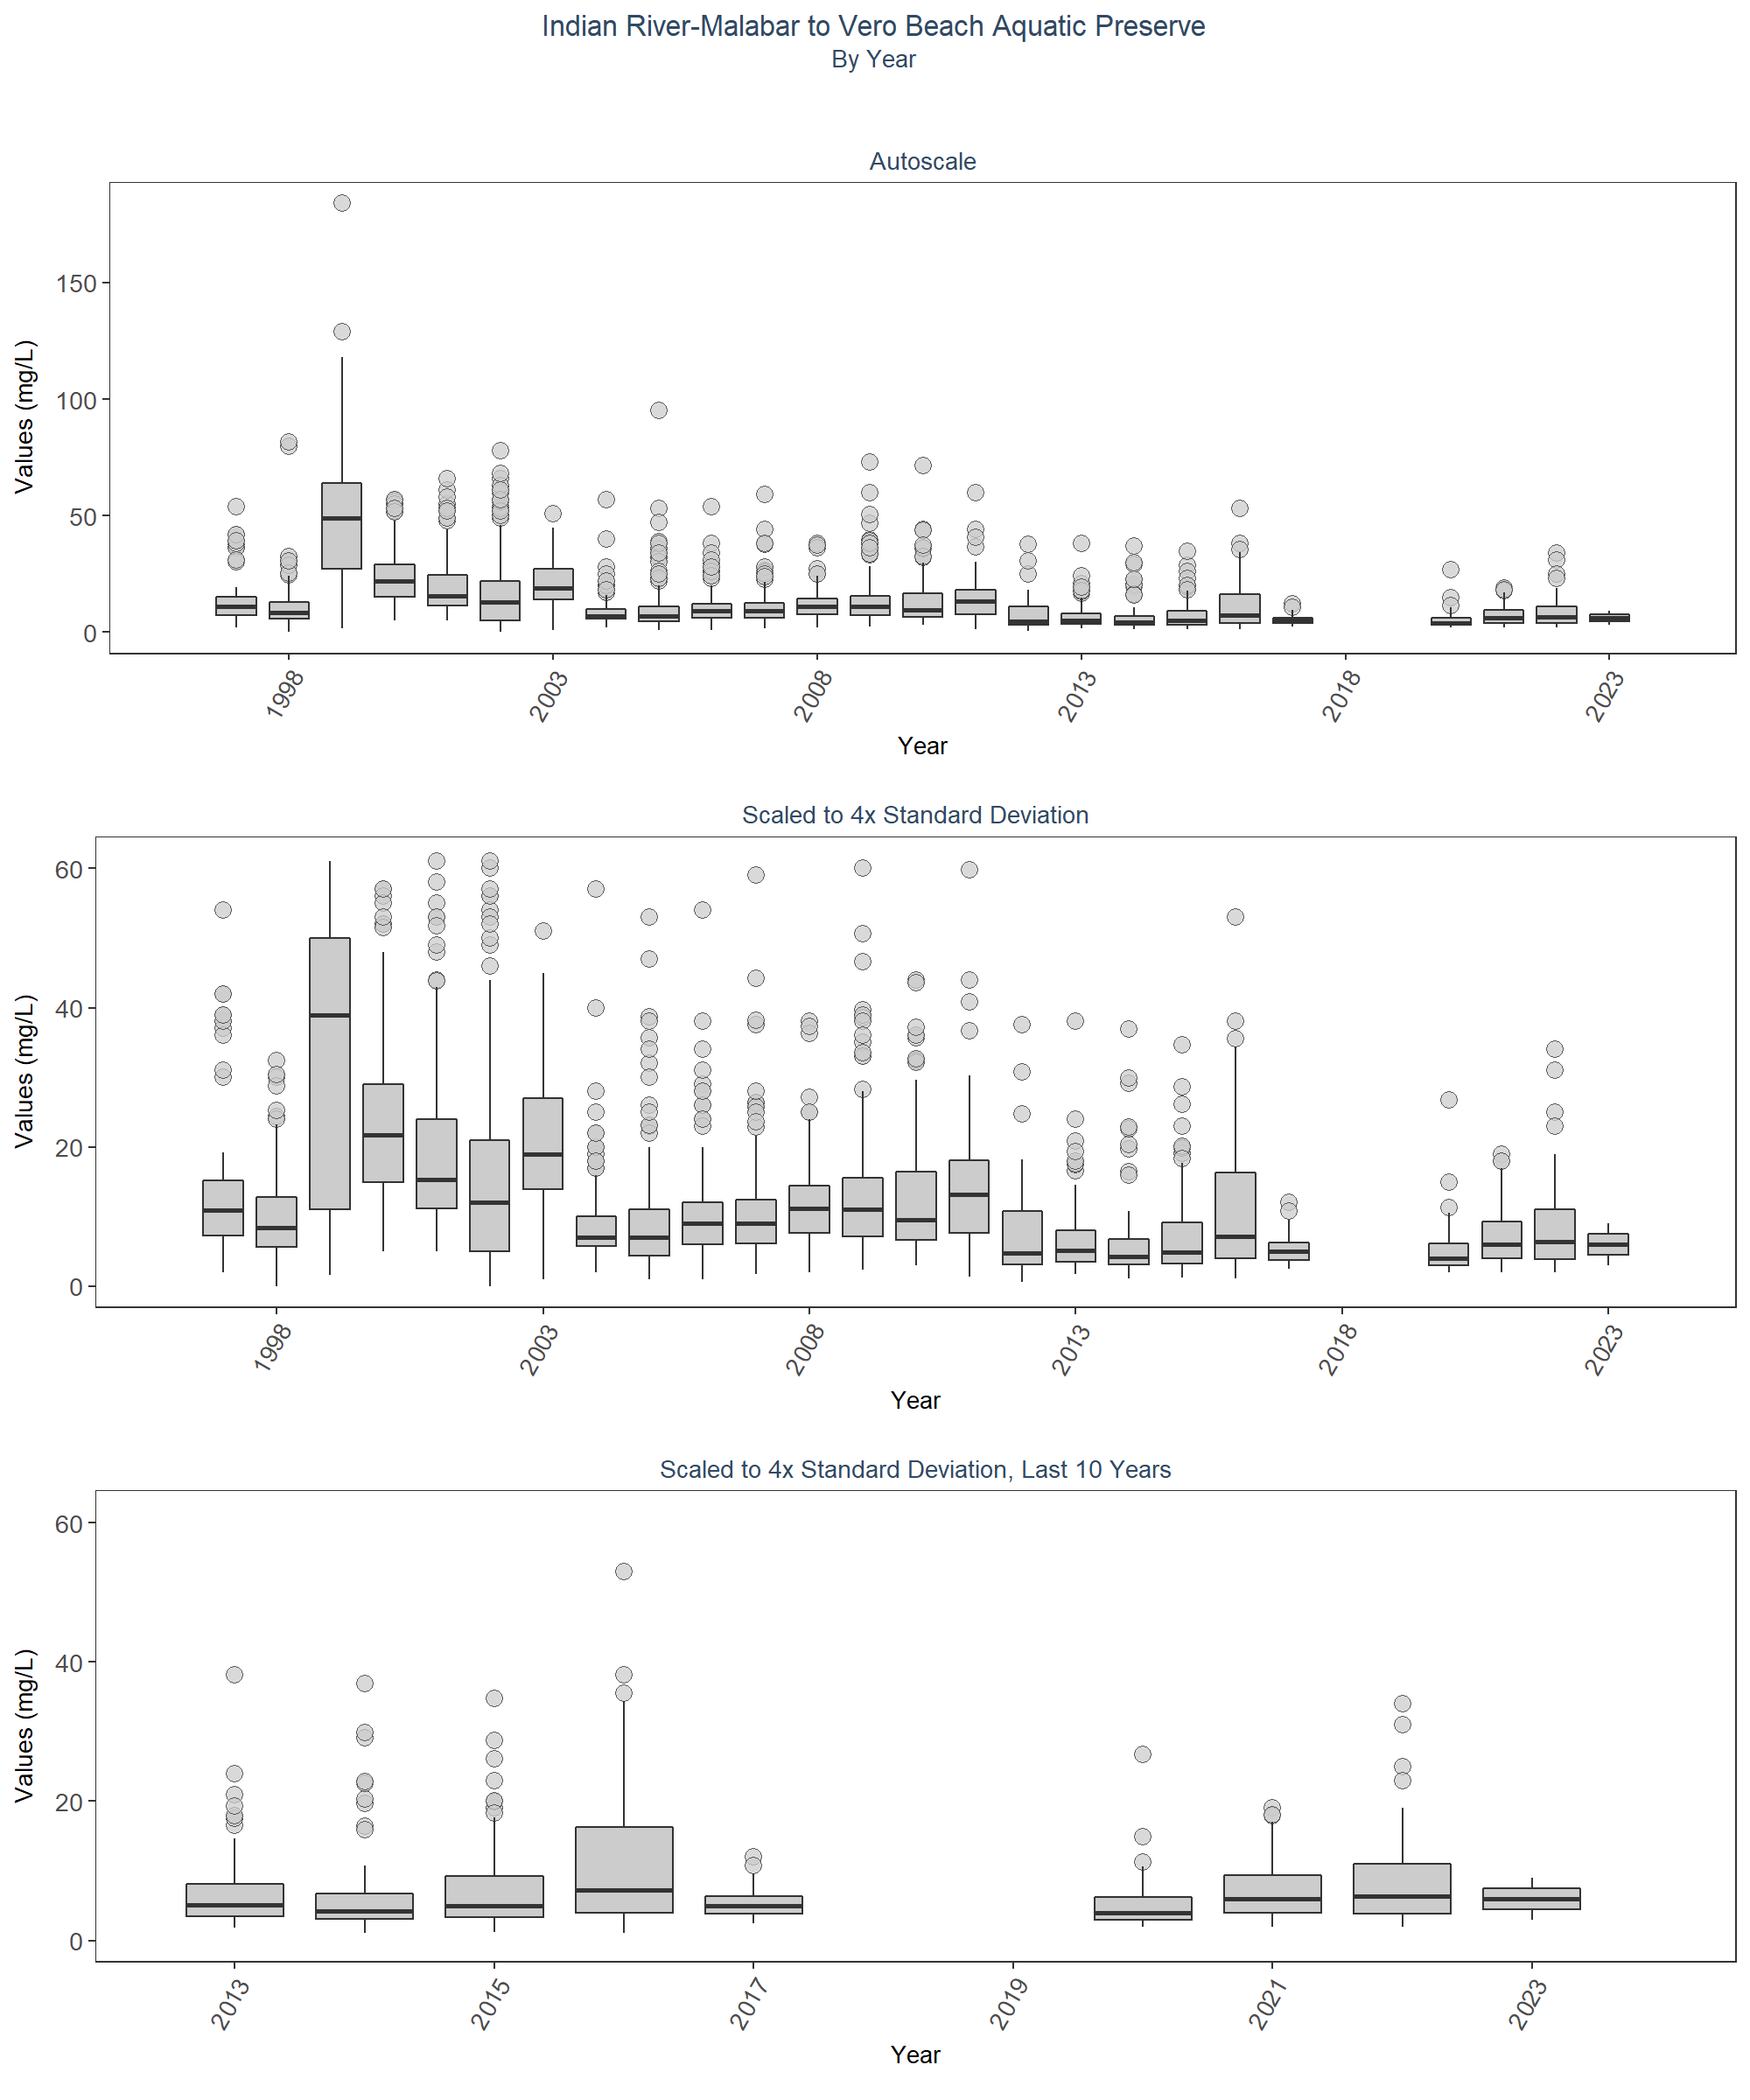 Indian River-Malabar to Vero Beach Aquatic Preserve
By Year
Autoscale
Values (mg/L)
150
100
50
0
1998 2003 2008 2013 2018 2023
Year
Scaled to 4x Standard Deviation
Values (mg/L)
60
40
20
0
1998 2003 2008 2013 2018 2023
Year
Scaled to 4x Standard Deviation, Last 10 Years
Values (mg/L)
60
40
20
0
2013 2015 2017 2019 2021 2023
Year